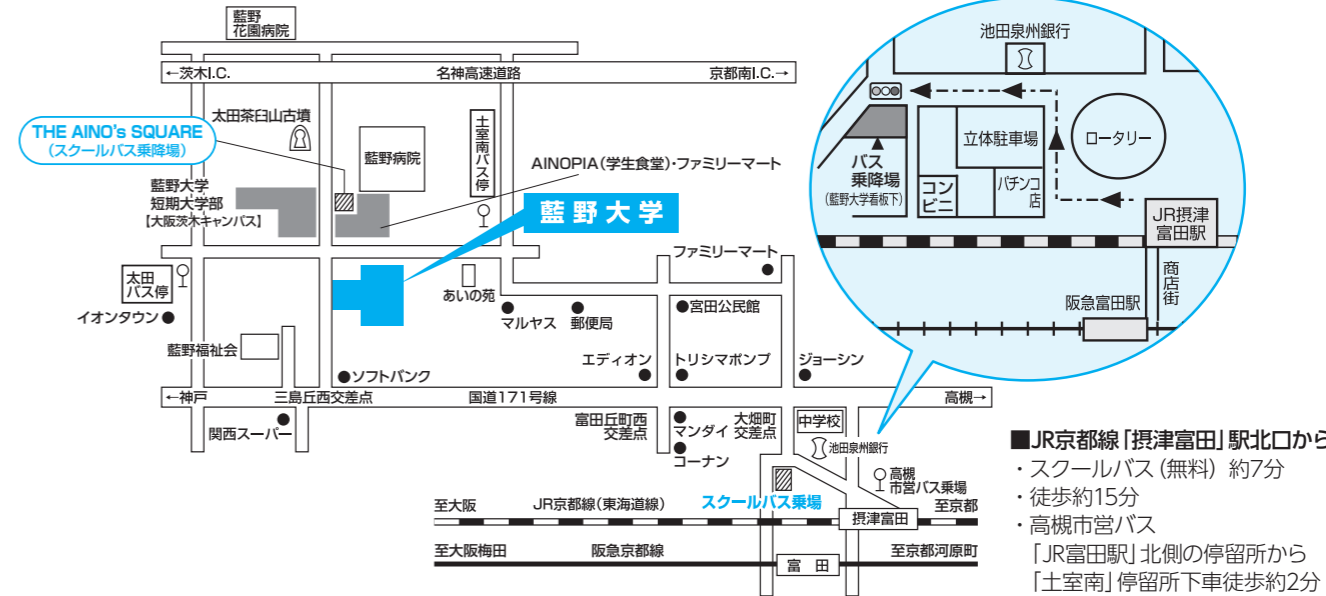 藍野
花園病院
←茨木I.C.
名神高速道路
京都南I.C.→
太田茶臼山古墳
THE AINO's SQUARE
(スクールバス乗降場)
藍野病院
土室南バス停
AINOPIA(学生食堂)・ファミリーマート
藍野大学
短期大学部
【大阪茨木キャンパス】
藍野大学
ファミリーマート
太田
バス停
あいの苑
イオンタウン
マルヤス
郵便局
宮田公民館
藍野福祉会
エディオン
トリシマポンプ
ジョーシン
ソフトバンク
←神戸
三島丘西交差点
国道171号線
高槻→
関西スーパー
富田丘町西
交差点
マンダイ
大畑町
交差点
中学校
コーナン
池田泉州銀行
高槻
市営バス乗場
スクールバス乗場
至大阪
JR京都線(東海道線)
摂津富田
至京都
至大阪梅田
阪急京都線
富田
至京都河原町
池田泉州銀行
立体駐車場
ロータリー
バス
乗降場
(藍野大学看板下)
コン
ビニ
パチンコ
店
JR摂津
富田駅
商店街
阪急富田駅
■JR京都線「摂津富田」駅北口から
・スクールバス(無料) 約7分
・徒歩約15分
・高槻市営バス
「JR富田駅」北側の停留所から
「土室南」停留所下車徒歩約2分